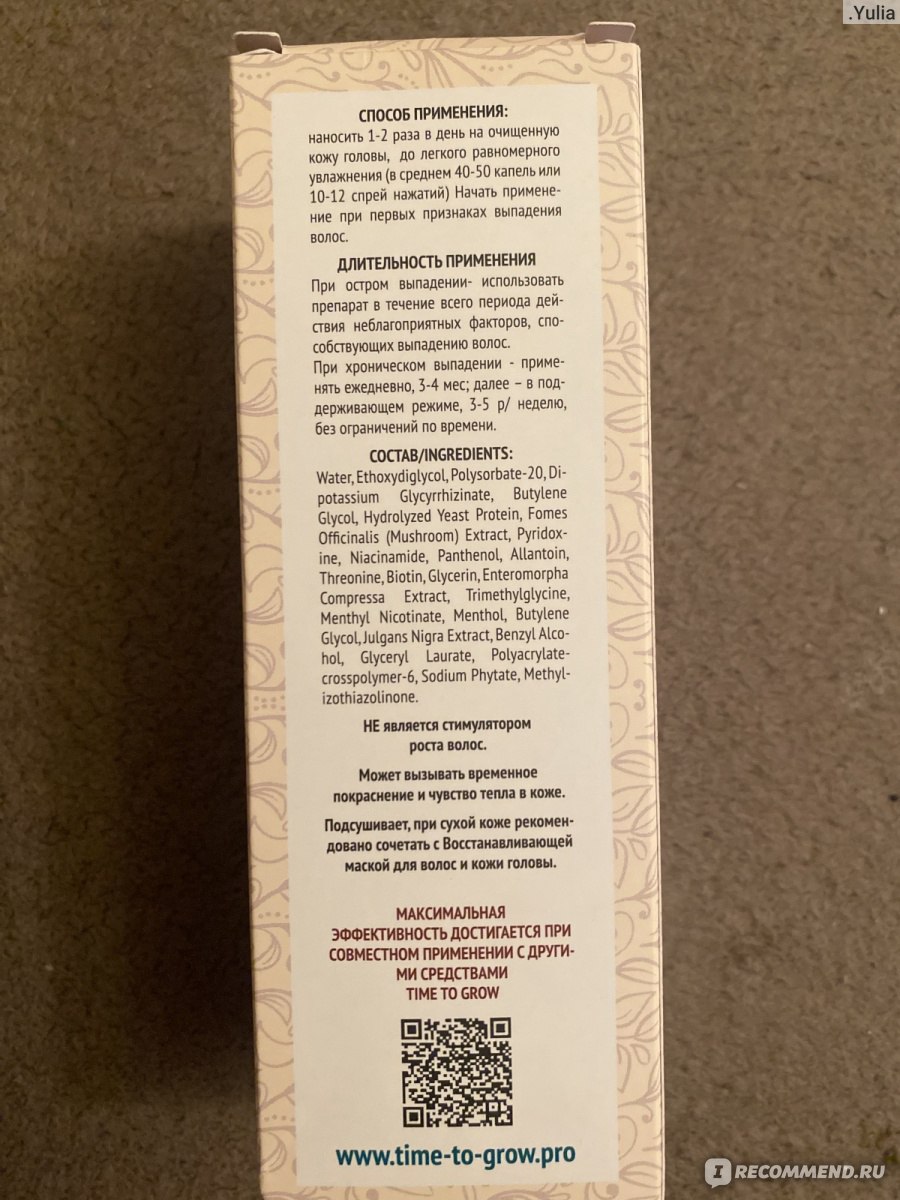 .Yulia
СПОСОБ ПРИМЕНЕНИЯ:
наносить 1-2 раза в день на очищенную
кожу головы, до легкого равномерного
увлажнения (в среднем 40-50 капель или
10-12 спрей нажатий) Начать примене-
ние при первых признаках выпадения
волос.
ДЛИТЕЛЬНОСТЬ ПРИМЕНЕНИЯ
При остром выпадении- использовать
препарат в течение всего периода дей-
ствия неблагоприятных факторов, спо-
собствующих выпадению волос.
При хроническом выпадении - приме-
нять ежедневно, 3-4 мес; далее – в под-
держивающем режиме, 3-5 р/ неделю,
без ограничений по времени.
СОСТАВ/INGREDIENTS:
Water, Ethoxydiglycol, Polysorbate-20, Di-
potassium Glycyrrhizinate, Butylene
Glycol, Hydrolyzed Yeast Protein, Fomes
Officinalis (Mushroom) Extract, Pyridox-
ine, Niacinamide, Panthenol, Allantoin,
Threonine, Biotin, Glycerin, Enteromorpha
Compressa Extract, Trimethylglycine,
Menthyl Nicotinate, Menthol, Butylene
Glycol, Julgans Nigra Extract, Benzyl Alco-
hol, Glyceryl Laurate, Polyacrylate-
crosspolymer-6, Sodium Phytate, Methyl-
izothiazolinone.
НЕ является стимулятором
роста волос.
Может вызывать временное
покраснение и чувство тепла в коже.
Подсушивает, при сухой коже рекомен-
довано сочетать с Восстанавливающей
маской для волос и кожи головы.
МАКСИМАЛЬНАЯ
ЭФФЕКТИВНОСТЬ ДОСТИГАЕТСЯ ПРИ
СОВМЕСТНОМ ПРИМЕНЕНИИ С ДРУГИ-
МИ СРЕДСТВАМИ
TIME TO GROW
www.time-to-grow.pro
IRECOMMEND.RU